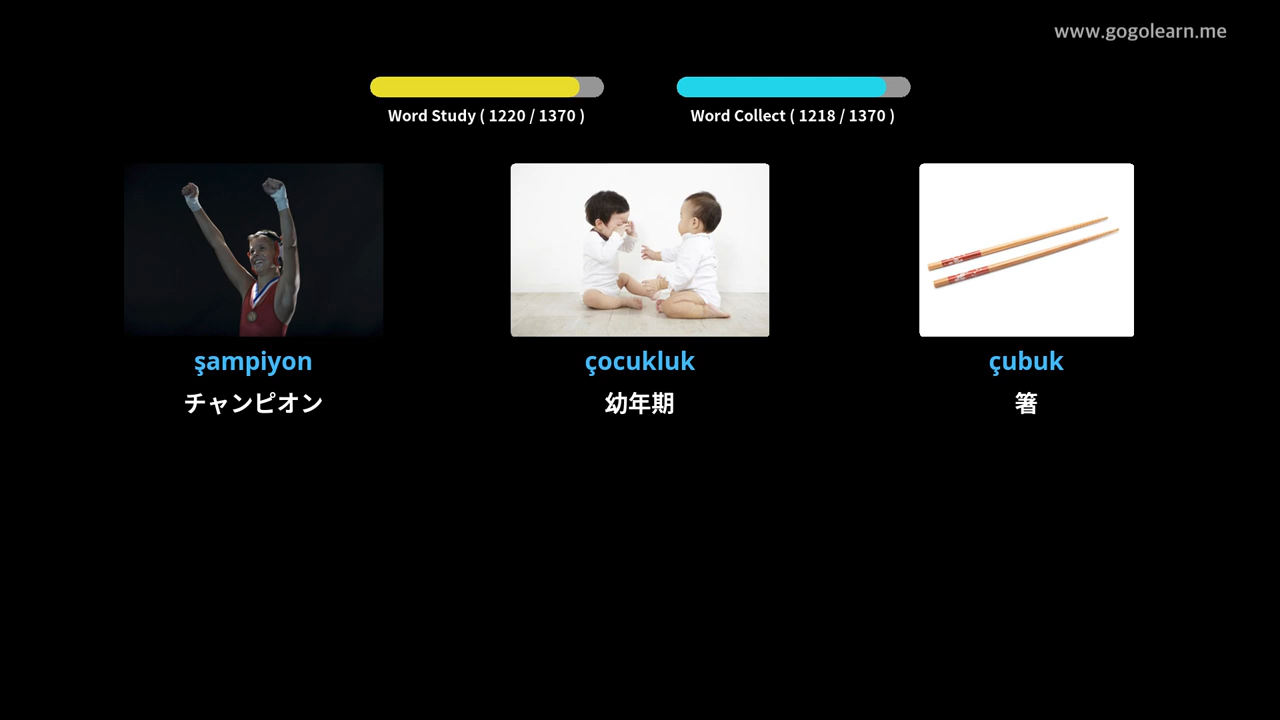 www.gogolearn.me
Word Study ( 1220 / 1370 )
Word Collect ( 1218 / 1370 )
şampiyon
çocukluk
çubuk
チャンピオン
幼年期
箸